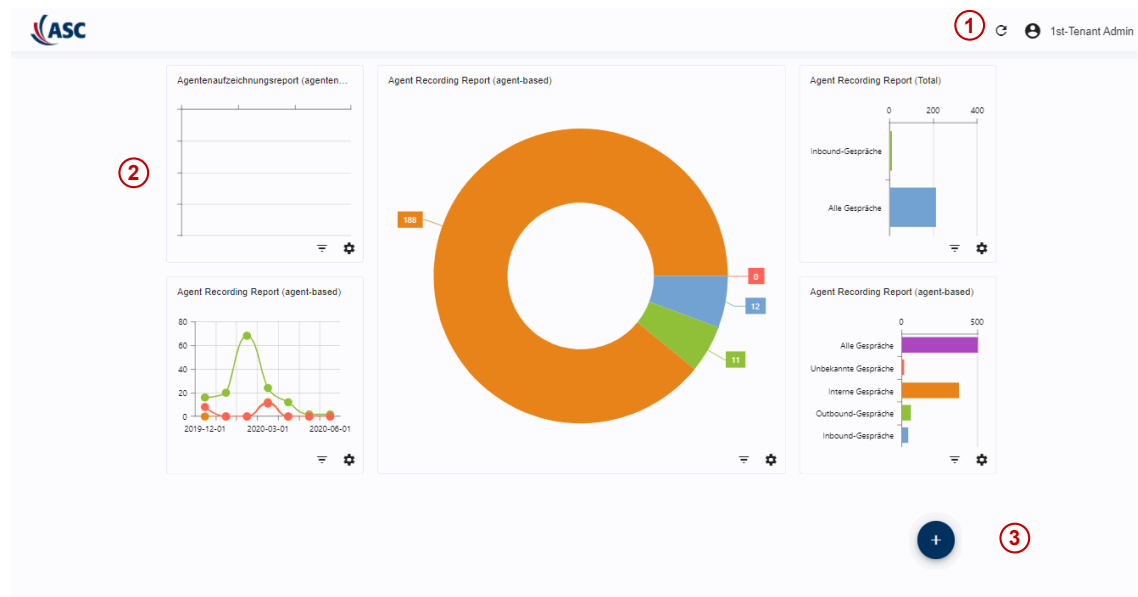 ASC
1
1st-Tenant Admin
Agentenaufzeichnungsreport (agenten...
2
Agent Recording Report (agent-based)
188
0
12
11
Agent Recording Report (Total)
0 200 400
Inbound-Gespräche
Alle Gespräche
Agent Recording Report (agent-based)
80
60
40
20
0
2019-12-01 2020-03-01 2020-06-01
Agent Recording Report (agent-based)
0 500
Alle Gespräche
Unbekannte Gespräche
Interne Gespräche
Outbound-Gespräche
Inbound-Gespräche
+
3